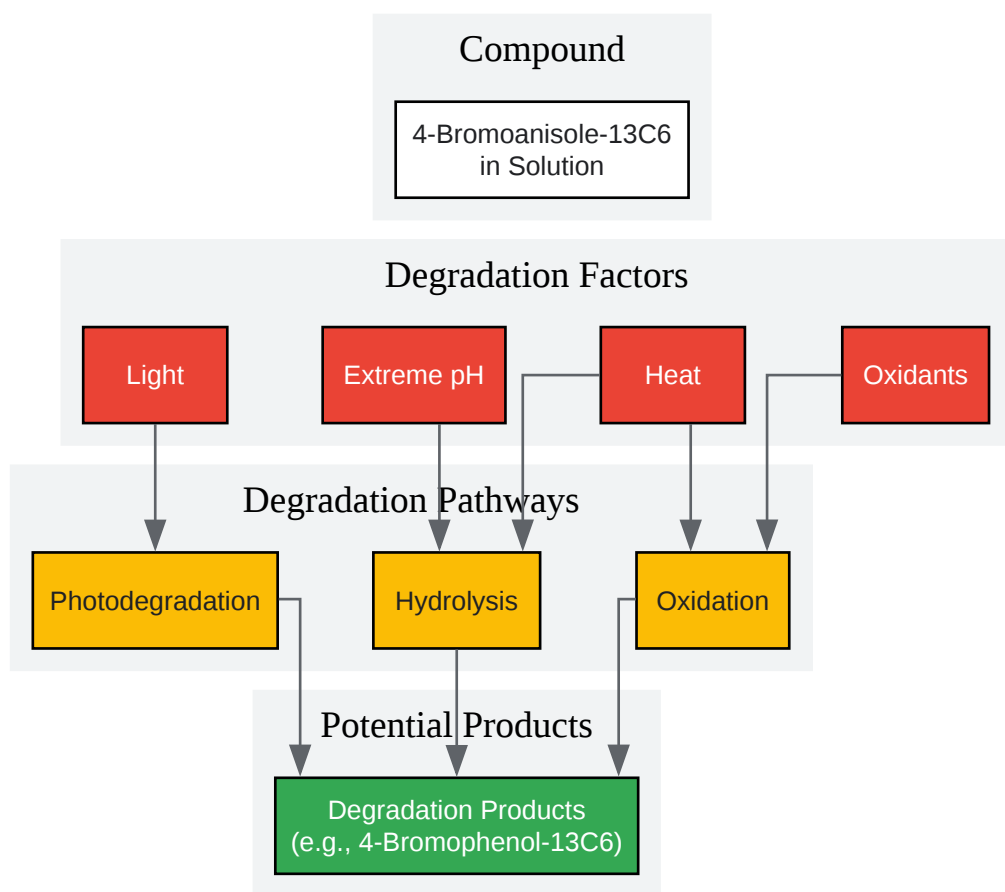 Compound
4-Bromoanisole-13C6
in Solution
Degradation Factors
Light
Extreme pH
Heat
Oxidants
Degradation Pathways
Photodegradation
Hydrolysis
Oxidation
Potential Products
Degradation Products
(e.g., 4-Bromophenol-13C6)